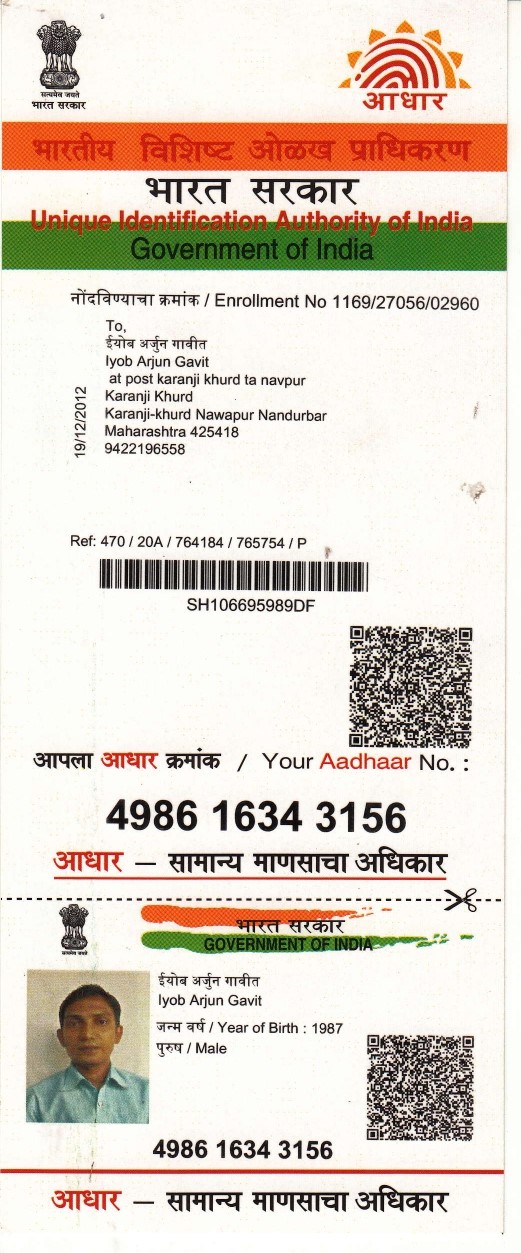 सत्यमेव जयते
भारत सरकार
आधार
भारतीय विशिष्ट ओळख प्राधिकरण
भारत सरकार
Unique Identification Authority of India
Government of India
नोंदविण्याचा क्रमांक / Enrollment No 1169/27056/02960
To,
ईयोब अर्जुन गावीत
Iyob Arjun Gavit
at post karanji khurd ta navpur
Karanji Khurd
Karanji-khurd Nawapur Nandurbar
Maharashtra 425418
9422196558
19/12/2012
Ref: 470 / 20A / 764184 / 765754 / P
SH106695989DF
आपला आधार क्रमांक / Your Aadhaar No. :
4986 1634 3156
आधार — सामान्य माणसाचा अधिकार
भारत सरकार
GOVERNMENT OF INDIA
सत्यमेव जयते
ईयोब अर्जुन गावीत
Iyob Arjun Gavit
जन्म वर्ष / Year of Birth : 1987
पुरुष / Male
4986 1634 3156
आधार — सामान्य माणसाचा अधिकार